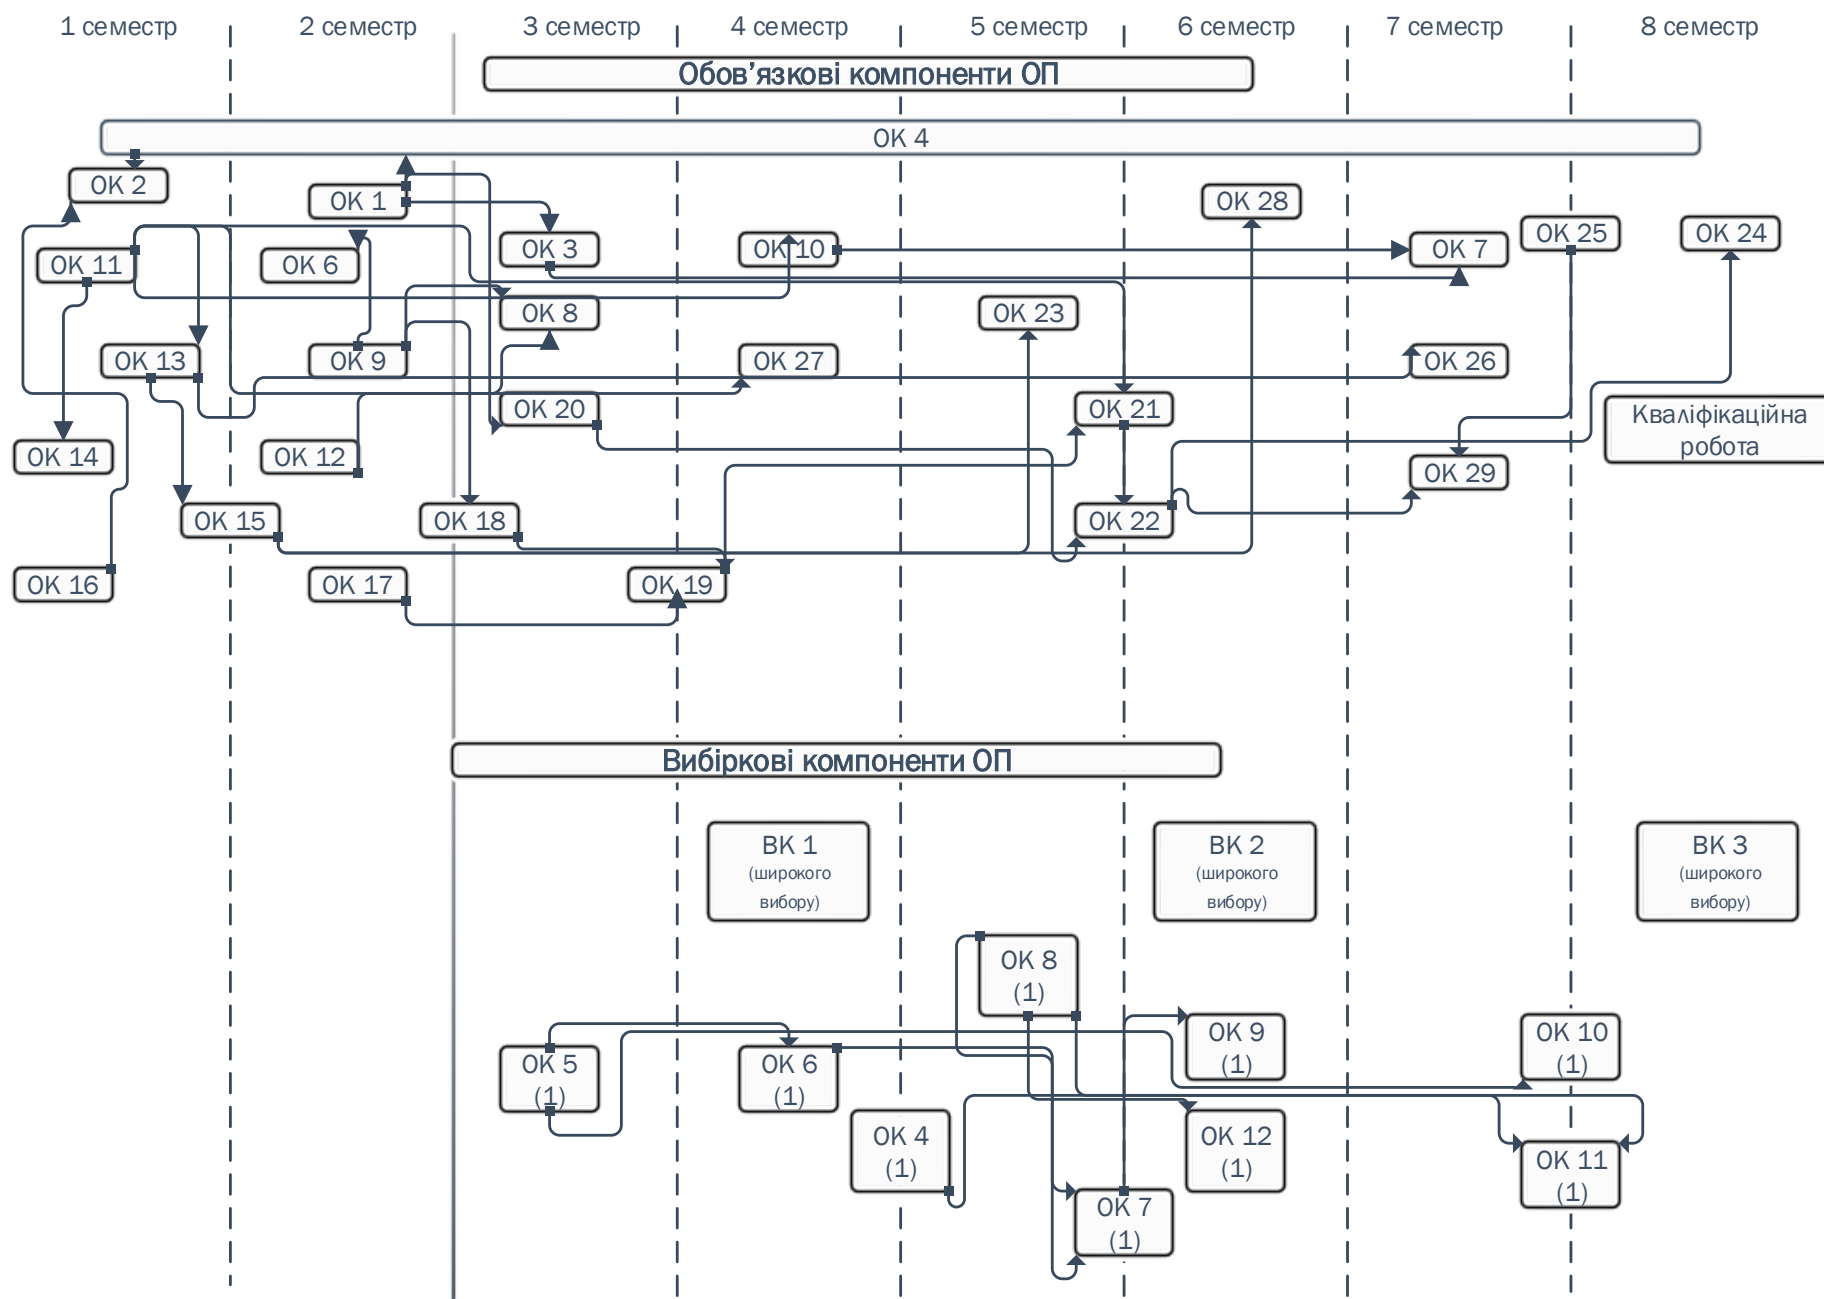 1 семестр
2 семестр
3 семестр
4 семестр
5 семестр
6 семестр
7 семестр
8 семестр
Обов’язкові компоненти ОП
ОК 4
ОК 2
ОК 1
ОК 28
ОК 25
ОК 24
ОК 11
ОК 6
ОК 3
ОК 10
ОК 7
ОК 8
ОК 23
ОК 13
ОК 9
ОК 27
ОК 26
ОК 20
ОК 21
Кваліфікаційна
робота
ОК 14
ОК 12
ОК 29
ОК 15
ОК 18
ОК 22
ОК 16
ОК 17
ОК 19
Вибіркові компоненти ОП
ВК 1
(широкого
вибору)
ВК 2
(широкого
вибору)
ВК 3
(широкого
вибору)
ОК 8
(1)
ОК 5
(1)
ОК 6
(1)
ОК 9
(1)
ОК 10
(1)
ОК 4
(1)
ОК 12
(1)
ОК 11
(1)
ОК 7
(1)